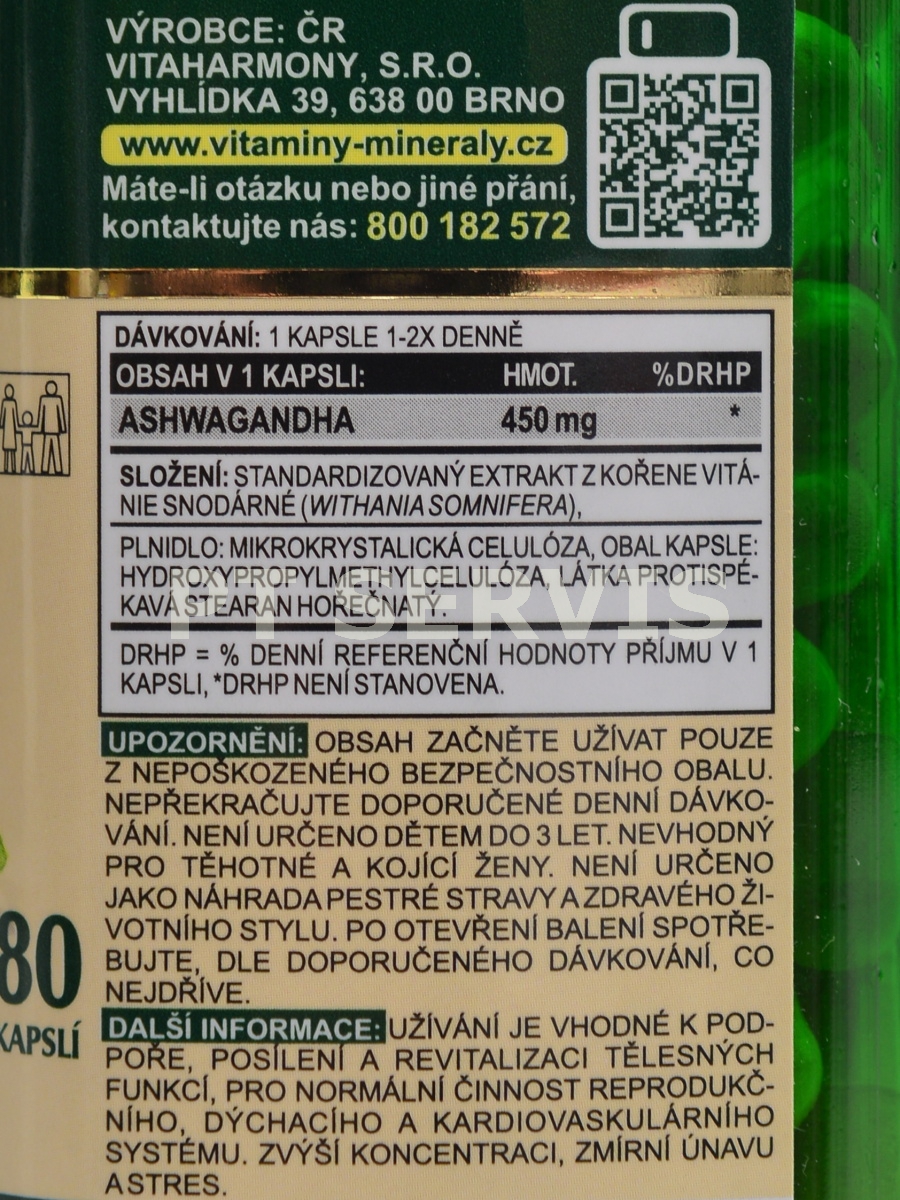 VÝROBCE: ČR
VITAHARMONY, S.R.O.
VYHLÍDKA 39, 638 00 BRNO
www.vitaminy-mineraly.cz
Máte-li otázku nebo jiné přání,
kontaktujte nás: 800 182 572
DÁVKOVÁNÍ: 1 KAPSLE 1-2X DENNĚ
OBSAH V 1 KAPSLI: HMOT. %DRHP
ASHWAGANDHA 450 mg *
SLOŽENÍ: STANDARDIZOVANÝ EXTRAKT Z KOŘENE VITÁ-
NIE SNODÁRNÉ (WITHANIA SOMNIFERA),
PLNIDLO: MIKROKRYSTALICKÁ CELULÓZA, OBAL KAPSLE:
HYDROXYPROPYLMETHYLCELULÓZA, LÁTKA PROTISPÉ-
KAVÁ STEARAN HOŘEČNATÝ.
PT SERVIS
DRHP = % DENNÍ REFERENČNÍ HODNOTY PŘÍJMU V 1
KAPSLI, *DRHP NENÍ STANOVENA.
UPOZORNĚNÍ: OBSAH ZAČNĚTE UŽÍVAT POUZE
Z NEPOŠKOZENÉHO BEZPEČNOSTNÍHO OBALU.
NEPŘEKRAČUJTE DOPORUČENÉ DENNÍ DÁVKO-
VÁNÍ. NENÍ URČENO DĚTEM DO 3 LET. NEVHODNÝ
PRO TĚHOTNÉ A KOJÍCÍ ŽENY. NENÍ URČENO
JAKO NÁHRADA PESTRÉ STRAVY A ZDRAVÉHO ŽI-
VOTNÍHO STYLU. PO OTEVŘENÍ BALENÍ SPOTŘE-
BUJTE, DLE DOPORUČENÉHO DÁVKOVÁNÍ, CO
NEJDŘÍVE.
80
KAPSLÍ
DALŠÍ INFORMACE: UŽÍVÁNÍ JE VHODNÉ K POD-
POŘE, POSÍLENÍ A REVITALIZACI TĚLESNÝCH
FUNKCÍ, PRO NORMÁLNÍ ČINNOST REPRODUKČ-
NÍHO, DÝCHACÍHO A KARDIOVASKULÁRNÍHO
SYSTÉMU. ZVÝŠÍ KONCENTRACI, ZMÍRNÍ ÚNAVU
A STRES.